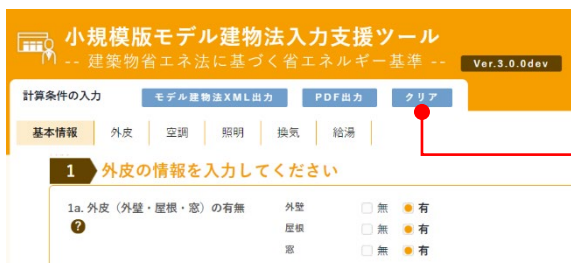 小規模版モデル建物法入力支援ツール
-- 建築物省エネ法に基づく省エネルギー基準 -- Ver.3.0.0dev
計算条件の入力 モデル建物法XML出力 PDF出力 クリア
基本情報 外皮 空調 照明 換気 給湯
1 外皮の情報を入力してください
1a. 外皮（外壁・屋根・窓）の有無 外壁 無 有
? 屋根 無 有
窓 無 有